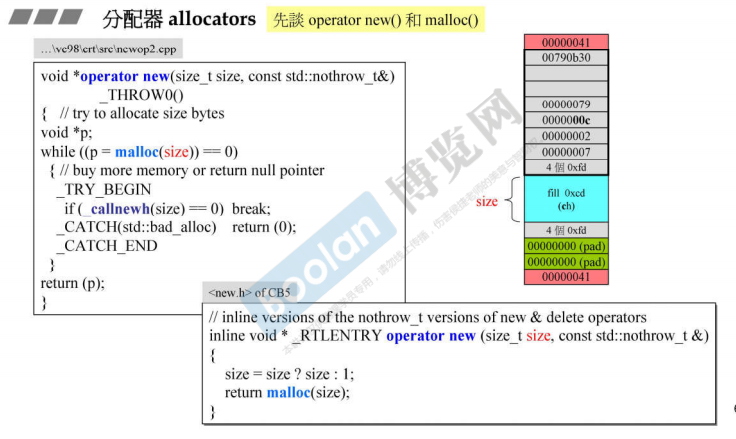 分配器 allocators
先談 operator new() 和 malloc()
…\vc98\crt\src\newop2.cpp
void *operator new(size_t size, const std::nothrow_t&)
_THROW0()
{ // try to allocate size bytes
void *p;
while ((p = malloc(size)) == 0)
{ // buy more memory or return null pointer
_TRY_BEGIN
if (_callnewh(size) == 0) break;
_CATCH(std::bad_alloc) return (0);
_CATCH_END
}
return (p);
}
<new.h> of CB5
// inline versions of the nothrow_t versions of new & delete operators
inline void * _RTLENTRY operator new (size_t size, const std::nothrow_t &)
{
size = size ? size : 1;
return malloc(size);
}
00000041
00790b30
00000079
0000000c
00000002
00000007
4 個 0xfd
size
fill 0xcd
(ch)
4 個 0xfd
00000000 (pad)
00000000 (pad)
00000041
boolan
博览网